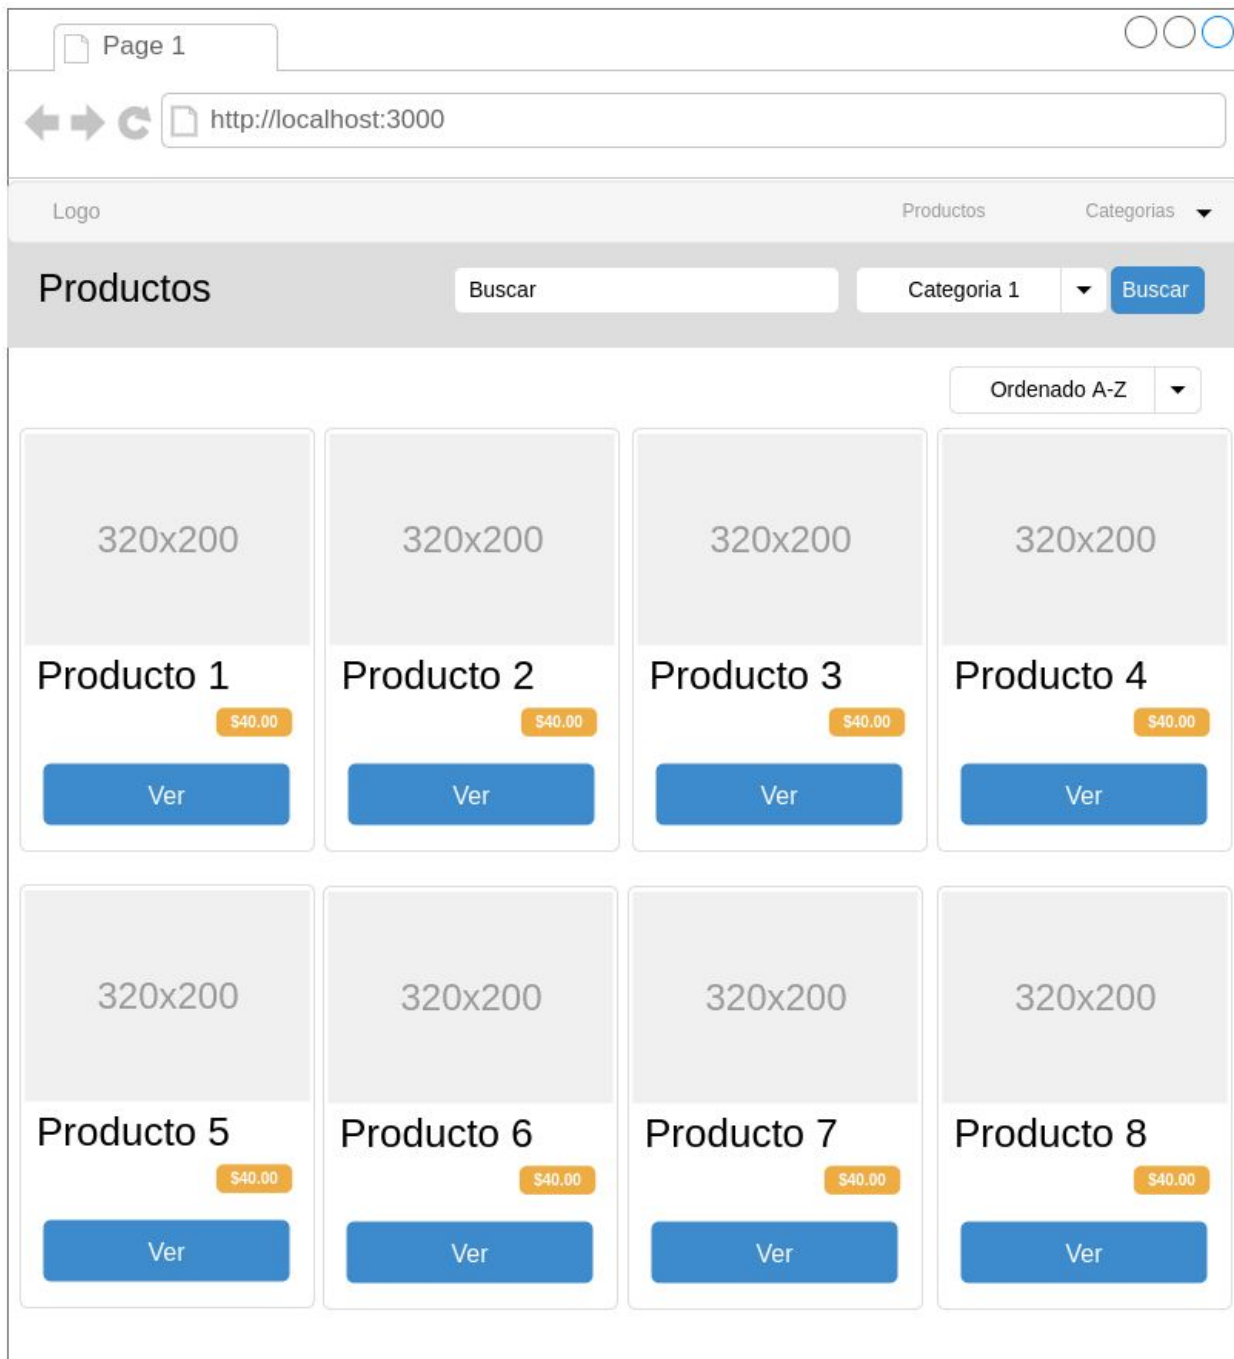 Page 1
http://localhost:3000
Logo Productos Categorias
Productos Buscar Categoria 1 Buscar
Ordenado A-Z
320x200 320x200 320x200 320x200
Producto 1 Producto 2 Producto 3 Producto 4
$40.00 $40.00 $40.00 $40.00
Ver Ver Ver Ver
320x200 320x200 320x200 320x200
Producto 5 Producto 6 Producto 7 Producto 8
$40.00 $40.00 $40.00 $40.00
Ver Ver Ver Ver